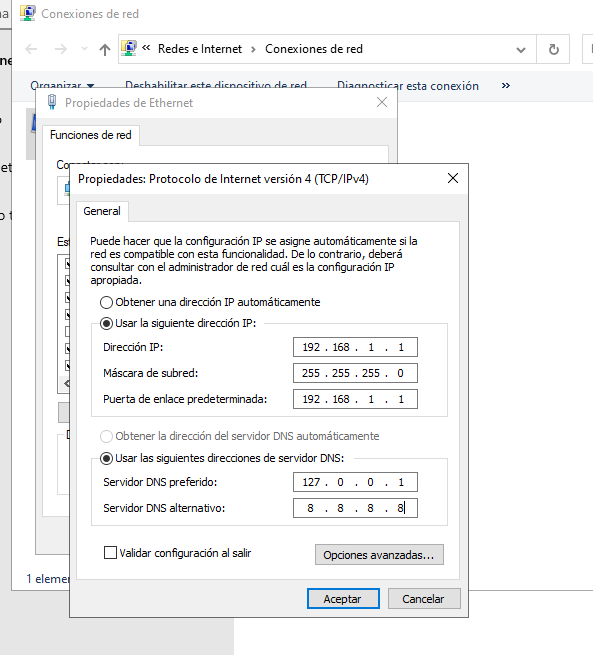 Conexiones de red
« Redes e Internet > Conexiones de red
Organizar Deshabilitar este dispositivo de red Diagnosticar esta conexión »
Propiedades de Ethernet
Funciones de red
Propiedades: Protocolo de Internet versión 4 (TCP/IPv4)
General
Puede hacer que la configuración IP se asigne automáticamente si la
red es compatible con esta funcionalidad. De lo contrario, deberá
consultar con el administrador de red cuál es la configuración IP
apropiada.
Obtener una dirección IP automáticamente
Usar la siguiente dirección IP:
Dirección IP: 192 . 168 . 1 . 1
Máscara de subred: 255 . 255 . 255 . 0
Puerta de enlace predeterminada: 192 . 168 . 1 . 1
Obtener la dirección del servidor DNS automáticamente
Usar las siguientes direcciones de servidor DNS:
Servidor DNS preferido: 127 . 0 . 0 . 1
Servidor DNS alternativo: 8 . 8 . 8 . 8
Validar configuración al salir
Opciones avanzadas...
1 elemen
Aceptar Cancelar